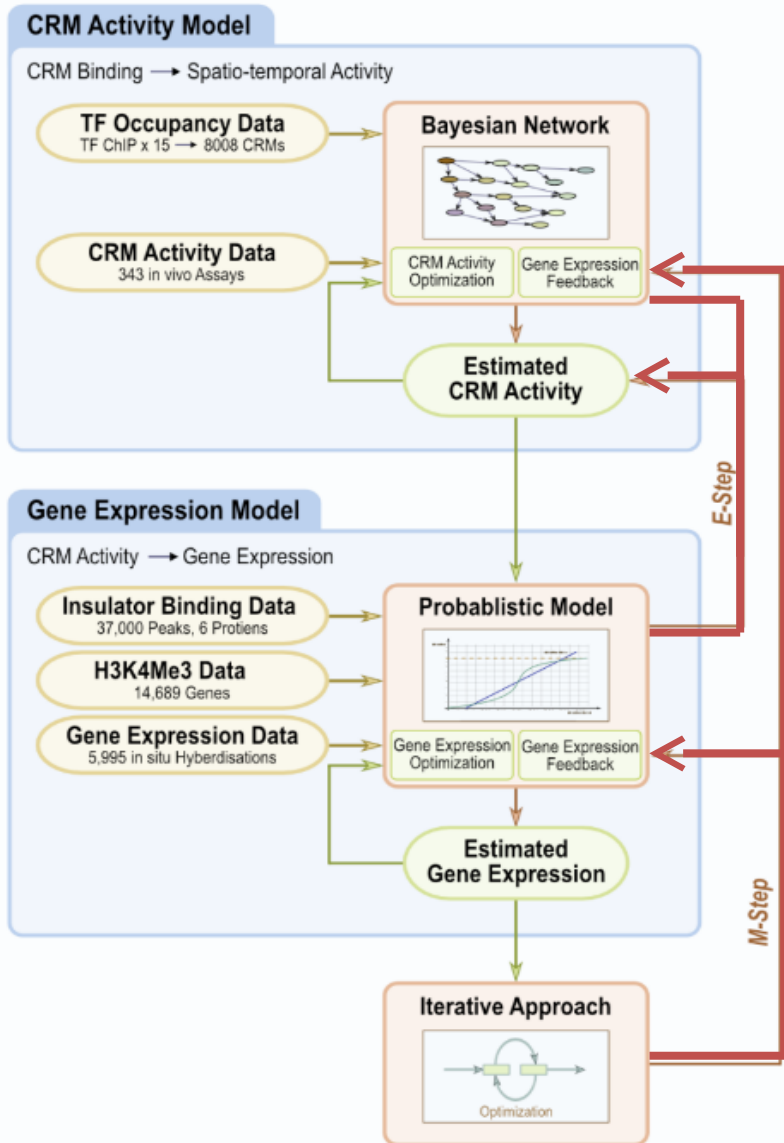 CRM Activity Model
CRM Binding → Spatio-temporal Activity
TF Occupancy Data
TF ChIP x 15 → 8008 CRMs
Bayesian Network
CRM Activity Data
343 in vivo Assays
CRM Activity
Optimization
Gene Expression
Feedback
Estimated
CRM Activity
E-Step
Gene Expression Model
CRM Activity → Gene Expression
Insulator Binding Data
37,000 Peaks, 6 Protiens
Probablistic Model
H3K4Me3 Data
14,689 Genes
Gene Expression Data
5,995 in situ Hyberdisations
Gene Expression
Optimization
Gene Expression
Feedback
Estimated
Gene Expression
M-Step
Iterative Approach
Optimization